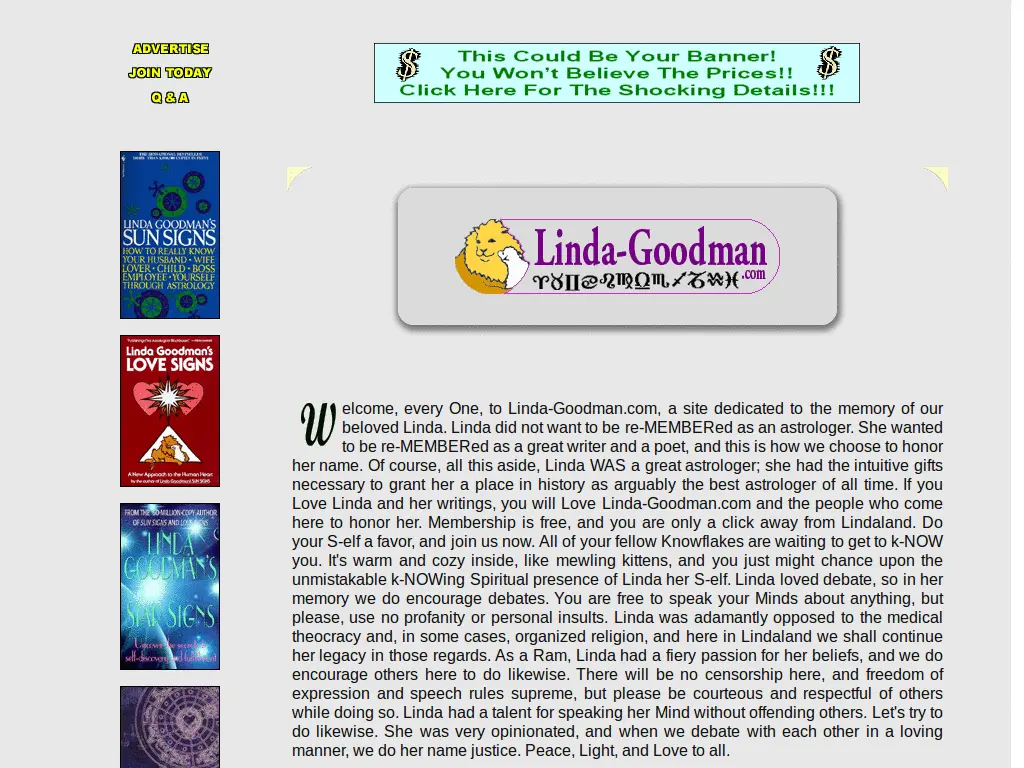 ADVERTISE
JOIN TODAY
Q & A
This Could Be Your Banner!
You Won't Believe The Prices!!
Click Here For The Shocking Details!!!
LINDA GOODMAN'S
SUN SIGNS
HOW TO REALLY KNOW
YOUR HUSBAND • WIFE
LOVER • CHILD • BOSS
EMPLOYEE • YOURSELF
THROUGH ASTROLOGY
Linda Goodman's
LOVE SIGNS
A New Approach to the Human Heart
by the author of Linda Goodman's SUN SIGNS
FROM THE 30-MILLION-COPY AUTHOR
OF SUN SIGNS AND LOVE SIGNS
LINDA
GOODMAN'S
STAR SIGNS
Linda-Goodman
.com
♈♉♊♋♌♍♎♏♐♑♒♓
Welcome, every One, to Linda-Goodman.com, a site dedicated to the memory of our
beloved Linda. Linda did not want to be re-MEMBERed as an astrologer. She wanted
to be re-MEMBERed as a great writer and a poet, and this is how we choose to honor
her name. Of course, all this aside, Linda WAS a great astrologer; she had the intuitive gifts
necessary to grant her a place in history as arguably the best astrologer of all time. If you
Love Linda and her writings, you will Love Linda-Goodman.com and the people who come
here to honor her. Membership is free, and you are only a click away from Lindaland. Do
your S-elf a favor, and join us now. All of your fellow Knowflakes are waiting to get to k-NOW
you. It's warm and cozy inside, like mewling kittens, and you just might chance upon the
unmistakable k-NOWing Spiritual presence of Linda her S-elf. Linda loved debate, so in her
memory we do encourage debates. You are free to speak your Minds about anything, but
please, use no profanity or personal insults. Linda was adamantly opposed to the medical
theocracy and, in some cases, organized religion, and here in Lindaland we shall continue
her legacy in those regards. As a Ram, Linda had a fiery passion for her beliefs, and we do
encourage others here to do likewise. There will be no censorship here, and freedom of
expression and speech rules supreme, but please be courteous and respectful of others
while doing so. Linda had a talent for speaking her Mind without offending others. Let's try to
do likewise. She was very opinionated, and when we debate with each other in a loving
manner, we do her name justice. Peace, Light, and Love to all.